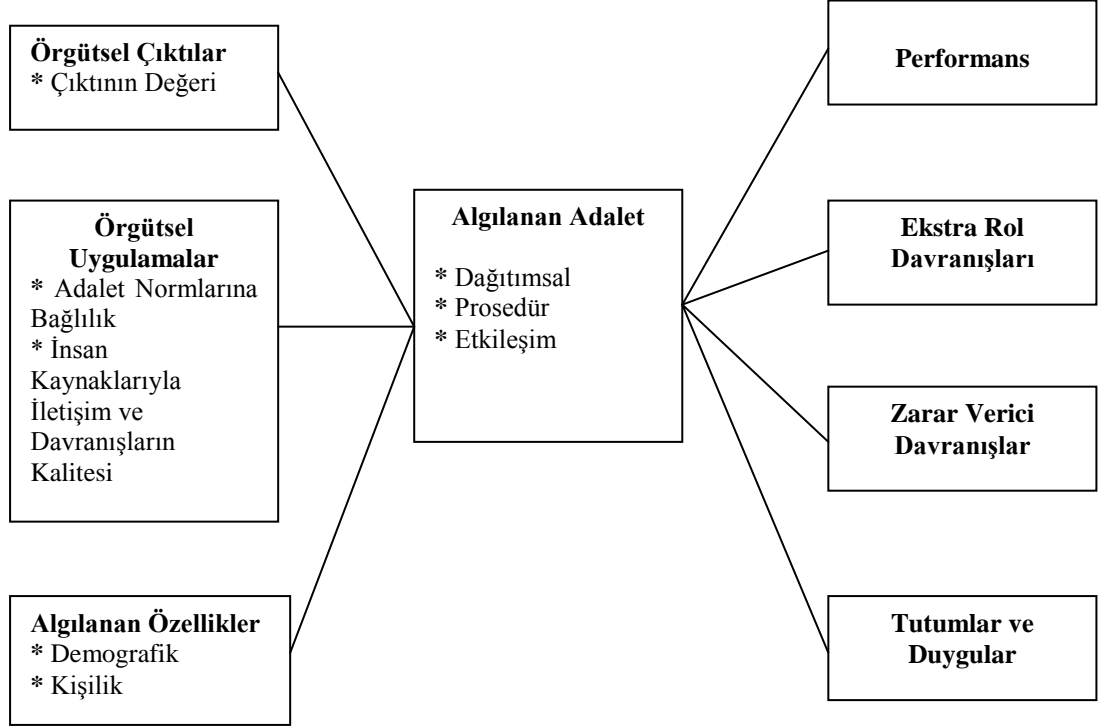 Örgütsel Çıktılar
* Çıktının Değeri
Örgütsel
Uygulamalar
* Adalet Normlarına
Bağlılık
* İnsan
Kaynaklarıyla
İletişim ve
Davranışların
Kalitesi
Algılanan Özellikler
* Demografik
* Kişilik
Algılanan Adalet
* Dağıtımsal
* Prosedür
* Etkileşim
Performans
Ekstra Rol
Davranışları
Zarar Verici
Davranışlar
Tutumlar ve
Duygular